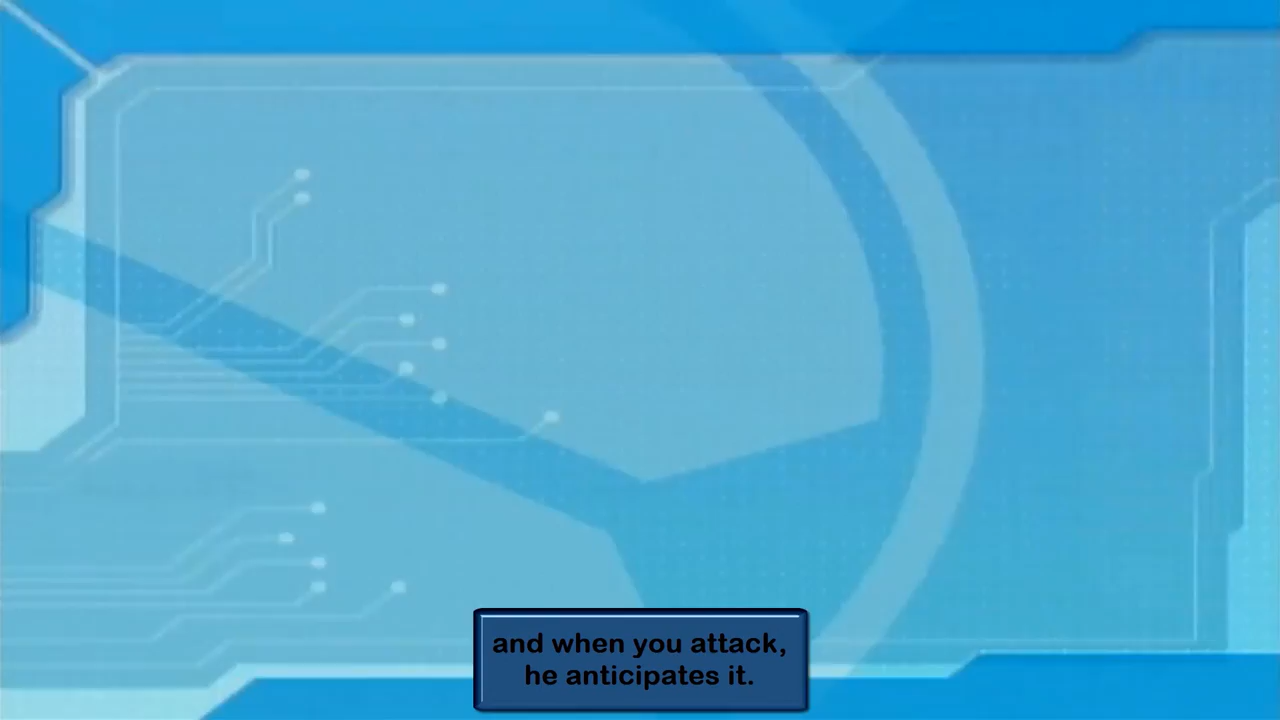 and when you attack,
he anticipates it.